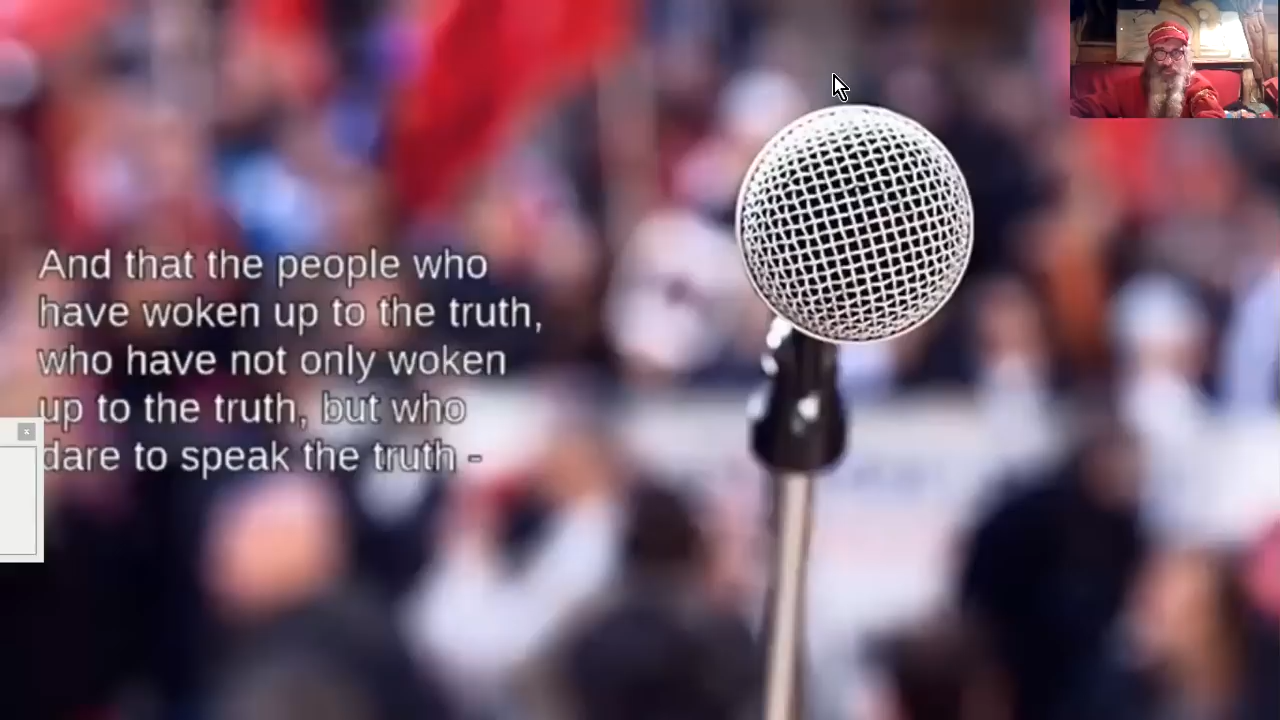 And that the people who
have woken up to the truth,
who have not only woken
up to the truth, but who
dare to speak the truth -
x